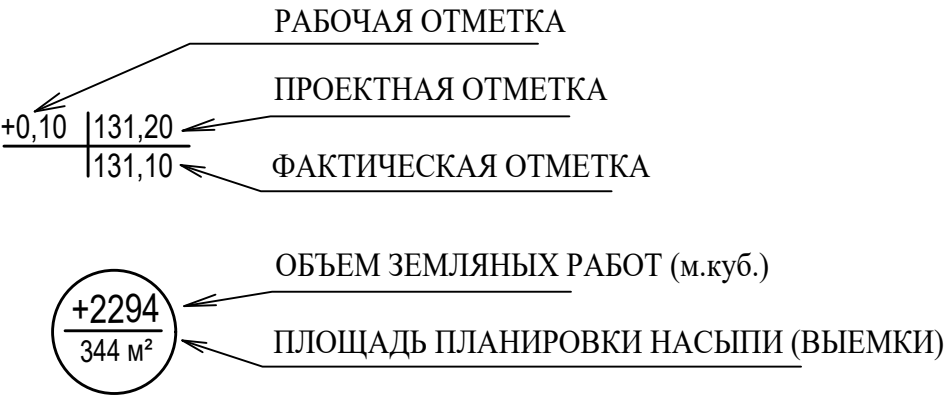 РАБОЧАЯ ОТМЕТКА
ПРОЕКТНАЯ ОТМЕТКА
+0,10 131,20
131,10
ФАКТИЧЕСКАЯ ОТМЕТКА
ОБЪЕМ ЗЕМЛЯНЫХ РАБОТ (м.куб.)
+2294
344 м²
ПЛОЩАДЬ ПЛАНИРОВКИ НАСЫПИ (ВЫЕМКИ)